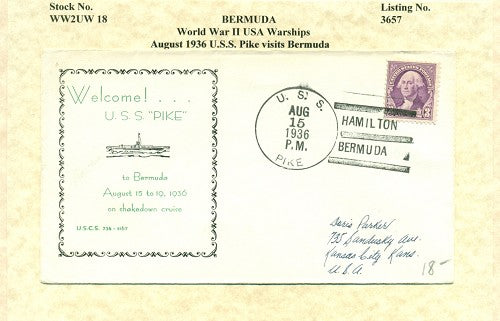 Stock No.
WW2UW 18
BERMUDA
World War II USA Warships
August 1936 U.S.S. Pike visits Bermuda
Listing No.
3657
Welcome! . . .
U.S.S. "PIKE"
to Bermuda
August 15 to 19, 1936
on shakedown cruise
U.S.C.S.
U. S. S.
AUG
15
1936
P.M.
PIKE
HAMILTON
BERMUDA
3
Doris Parker
735 Sandusky Ave.
Kansas City Kans.
U.S.A.
18-